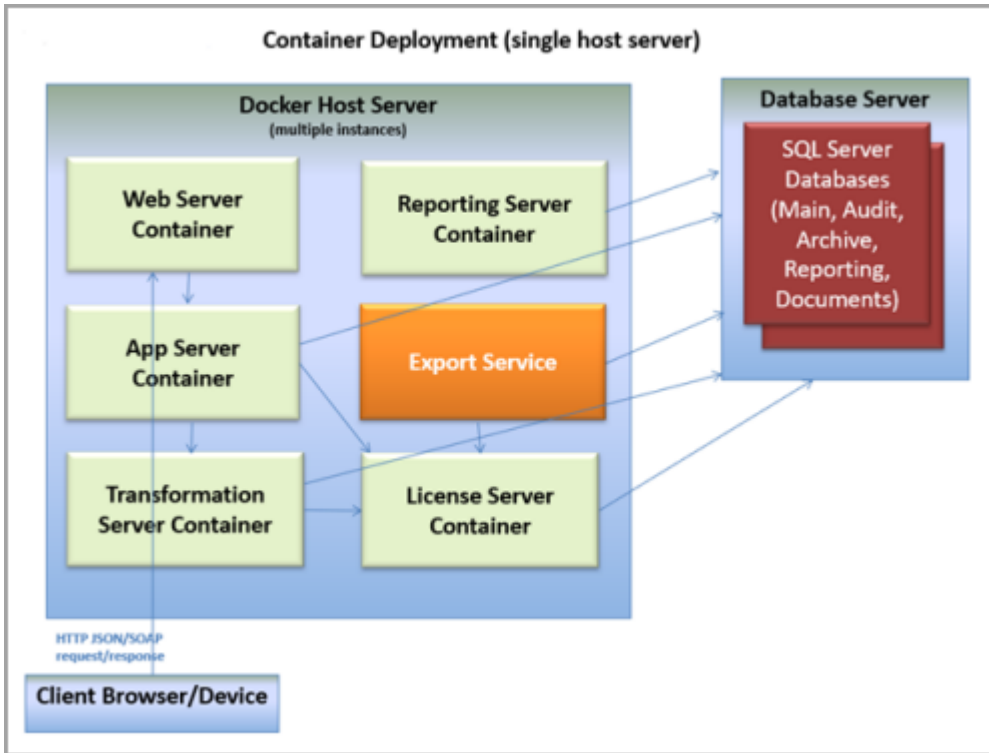 Container Deployment (single host server)
Docker Host Server
(multiple instances)
Web Server
Container
Reporting Server
Container
App Server
Container
Export Service
Transformation
Server Container
License Server
Container
Database Server
SQL Server
Databases
(Main, Audit,
Archive,
Reporting,
Documents)
HTTP JSON/SOAP
request/response
Client Browser/Device